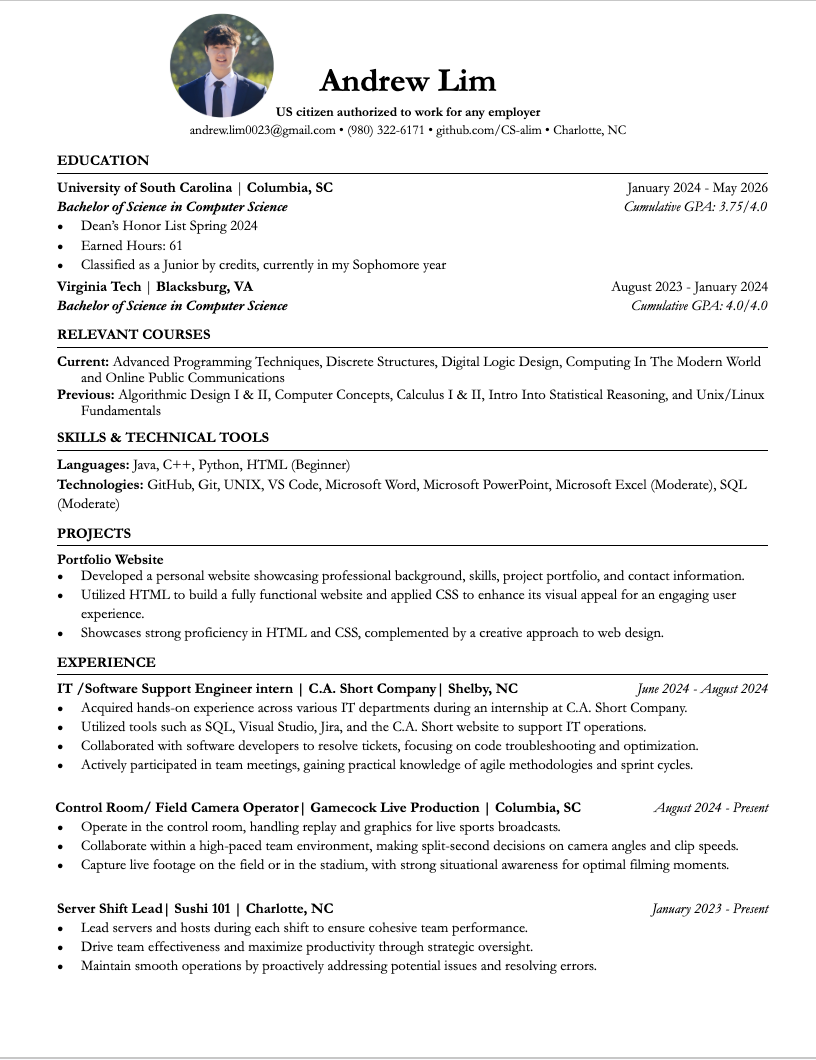 Andrew Lim
US citizen authorized to work for any employer
andrew.lim0023@gmail.com • (980) 322-6171 • github.com/CS-alim • Charlotte, NC
EDUCATION
University of South Carolina | Columbia, SC January 2024 - May 2026
Bachelor of Science in Computer Science Cumulative GPA: 3.75/4.0
• Dean's Honor List Spring 2024
• Earned Hours: 61
• Classified as a Junior by credits, currently in my Sophomore year
Virginia Tech | Blacksburg, VA August 2023 - January 2024
Bachelor of Science in Computer Science Cumulative GPA: 4.0/4.0
RELEVANT COURSES
Current: Advanced Programming Techniques, Discrete Structures, Digital Logic Design, Computing In The Modern World
and Online Public Communications
Previous: Algorithmic Design I & II, Computer Concepts, Calculus I & II, Intro Into Statistical Reasoning, and Unix/Linux
Fundamentals
SKILLS & TECHNICAL TOOLS
Languages: Java, C++, Python, HTML (Beginner)
Technologies: GitHub, Git, UNIX, VS Code, Microsoft Word, Microsoft PowerPoint, Microsoft Excel (Moderate), SQL
(Moderate)
PROJECTS
Portfolio Website
• Developed a personal website showcasing professional background, skills, project portfolio, and contact information.
• Utilized HTML to build a fully functional website and applied CSS to enhance its visual appeal for an engaging user
experience.
• Showcases strong proficiency in HTML and CSS, complemented by a creative approach to web design.
EXPERIENCE
IT /Software Support Engineer intern | C.A. Short Company| Shelby, NC June 2024 - August 2024
• Acquired hands-on experience across various IT departments during an internship at C.A. Short Company.
• Utilized tools such as SQL, Visual Studio, Jira, and the C.A. Short website to support IT operations.
• Collaborated with software developers to resolve tickets, focusing on code troubleshooting and optimization.
• Actively participated in team meetings, gaining practical knowledge of agile methodologies and sprint cycles.
Control Room/ Field Camera Operator| Gamecock Live Production | Columbia, SC August 2024 - Present
• Operate in the control room, handling replay and graphics for live sports broadcasts.
• Collaborate within a high-paced team environment, making split-second decisions on camera angles and clip speeds.
• Capture live footage on the field or in the stadium, with strong situational awareness for optimal filming moments.
Server Shift Lead| Sushi 101 | Charlotte, NC January 2023 - Present
• Lead servers and hosts during each shift to ensure cohesive team performance.
• Drive team effectiveness and maximize productivity through strategic oversight.
• Maintain smooth operations by proactively addressing potential issues and resolving errors.